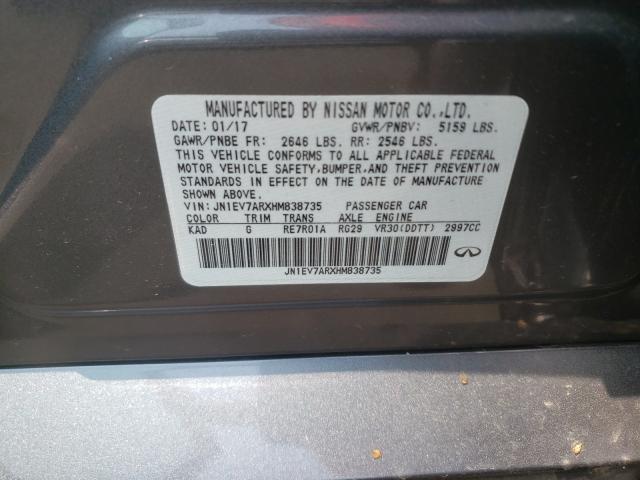 MANUFACTURED BY NISSAN MOTOR CO.,LTD.
DATE: 01/17 GVWR/PNBV: 5159 LBS.
GAWR/PNBE FR: 2646 LBS. RR: 2546 LBS.
THIS VEHICLE CONFORMS TO ALL APPLICABLE FEDERAL
MOTOR VEHICLE SAFETY,BUMPER,AND THEFT PREVENTION
STANDARDS IN EFFECT ON THE DATE OF MANUFACTURE
SHOWN ABOVE.
VIN: JN1EV7ARXHM838735 PASSENGER CAR
COLOR TRIM TRANS AXLE ENGINE
KAD G RE7R01A RG29 VR30(DDTT) 2997CC
JN1EV7ARXHM838735